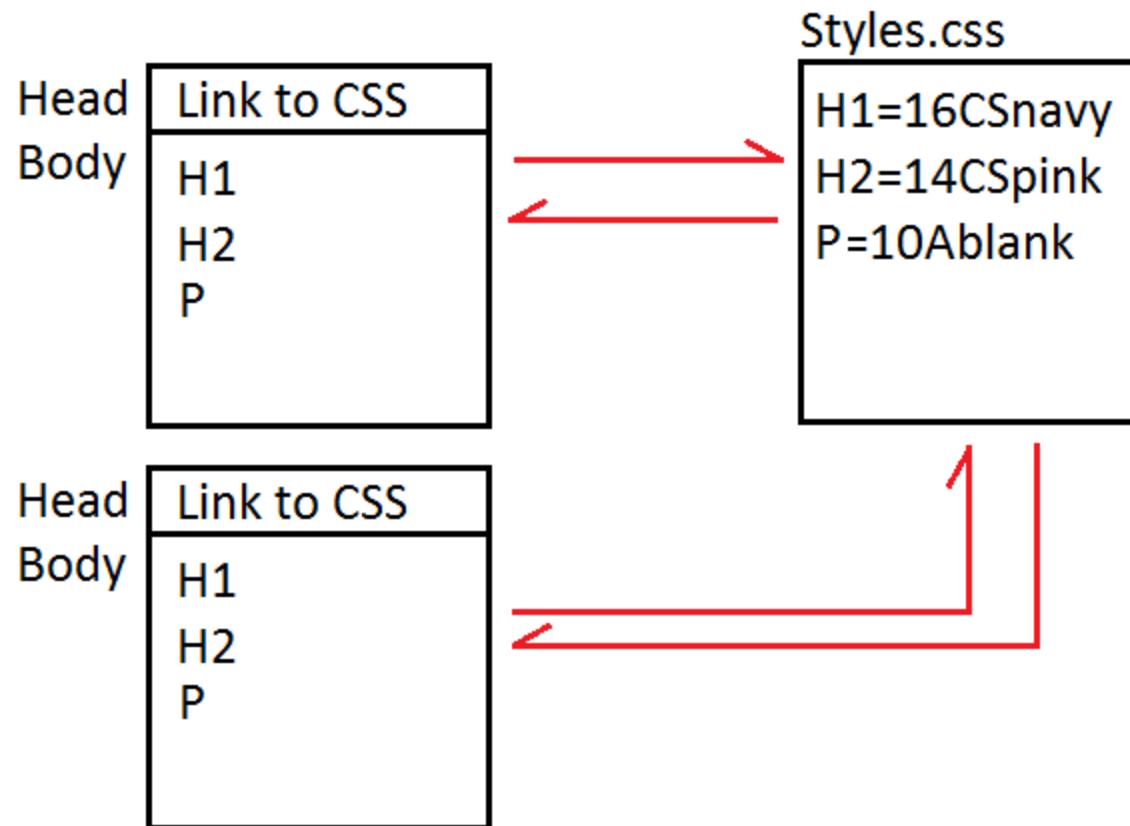 Styles.css
Head Link to CSS
Body
H1
H2
P
H1=16CSnavy
H2=14CSpink
P=10Ablank
Head Link to CSS
Body
H1
H2
P